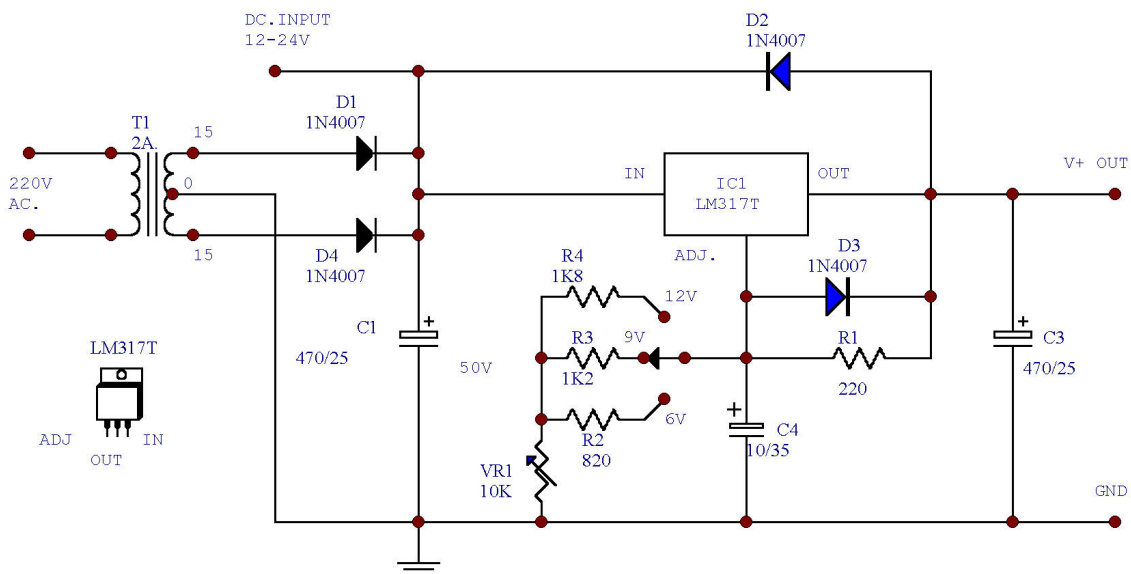 DC.INPUT
12-24V
D2
1N4007
D1
1N4007
T1
2A.
15
220V
AC.
0
15
D4
1N4007
IN
IC1
LM317T
OUT
V+ OUT
ADJ.
D3
1N4007
R4
1K8
12V
C1
+
470/25
50V
R3
1K2
9V
R1
220
+
C3
470/25
LM317T
ADJ
IN
OUT
6V
R2
820
VR1
10K
+
C4
10/35
GND